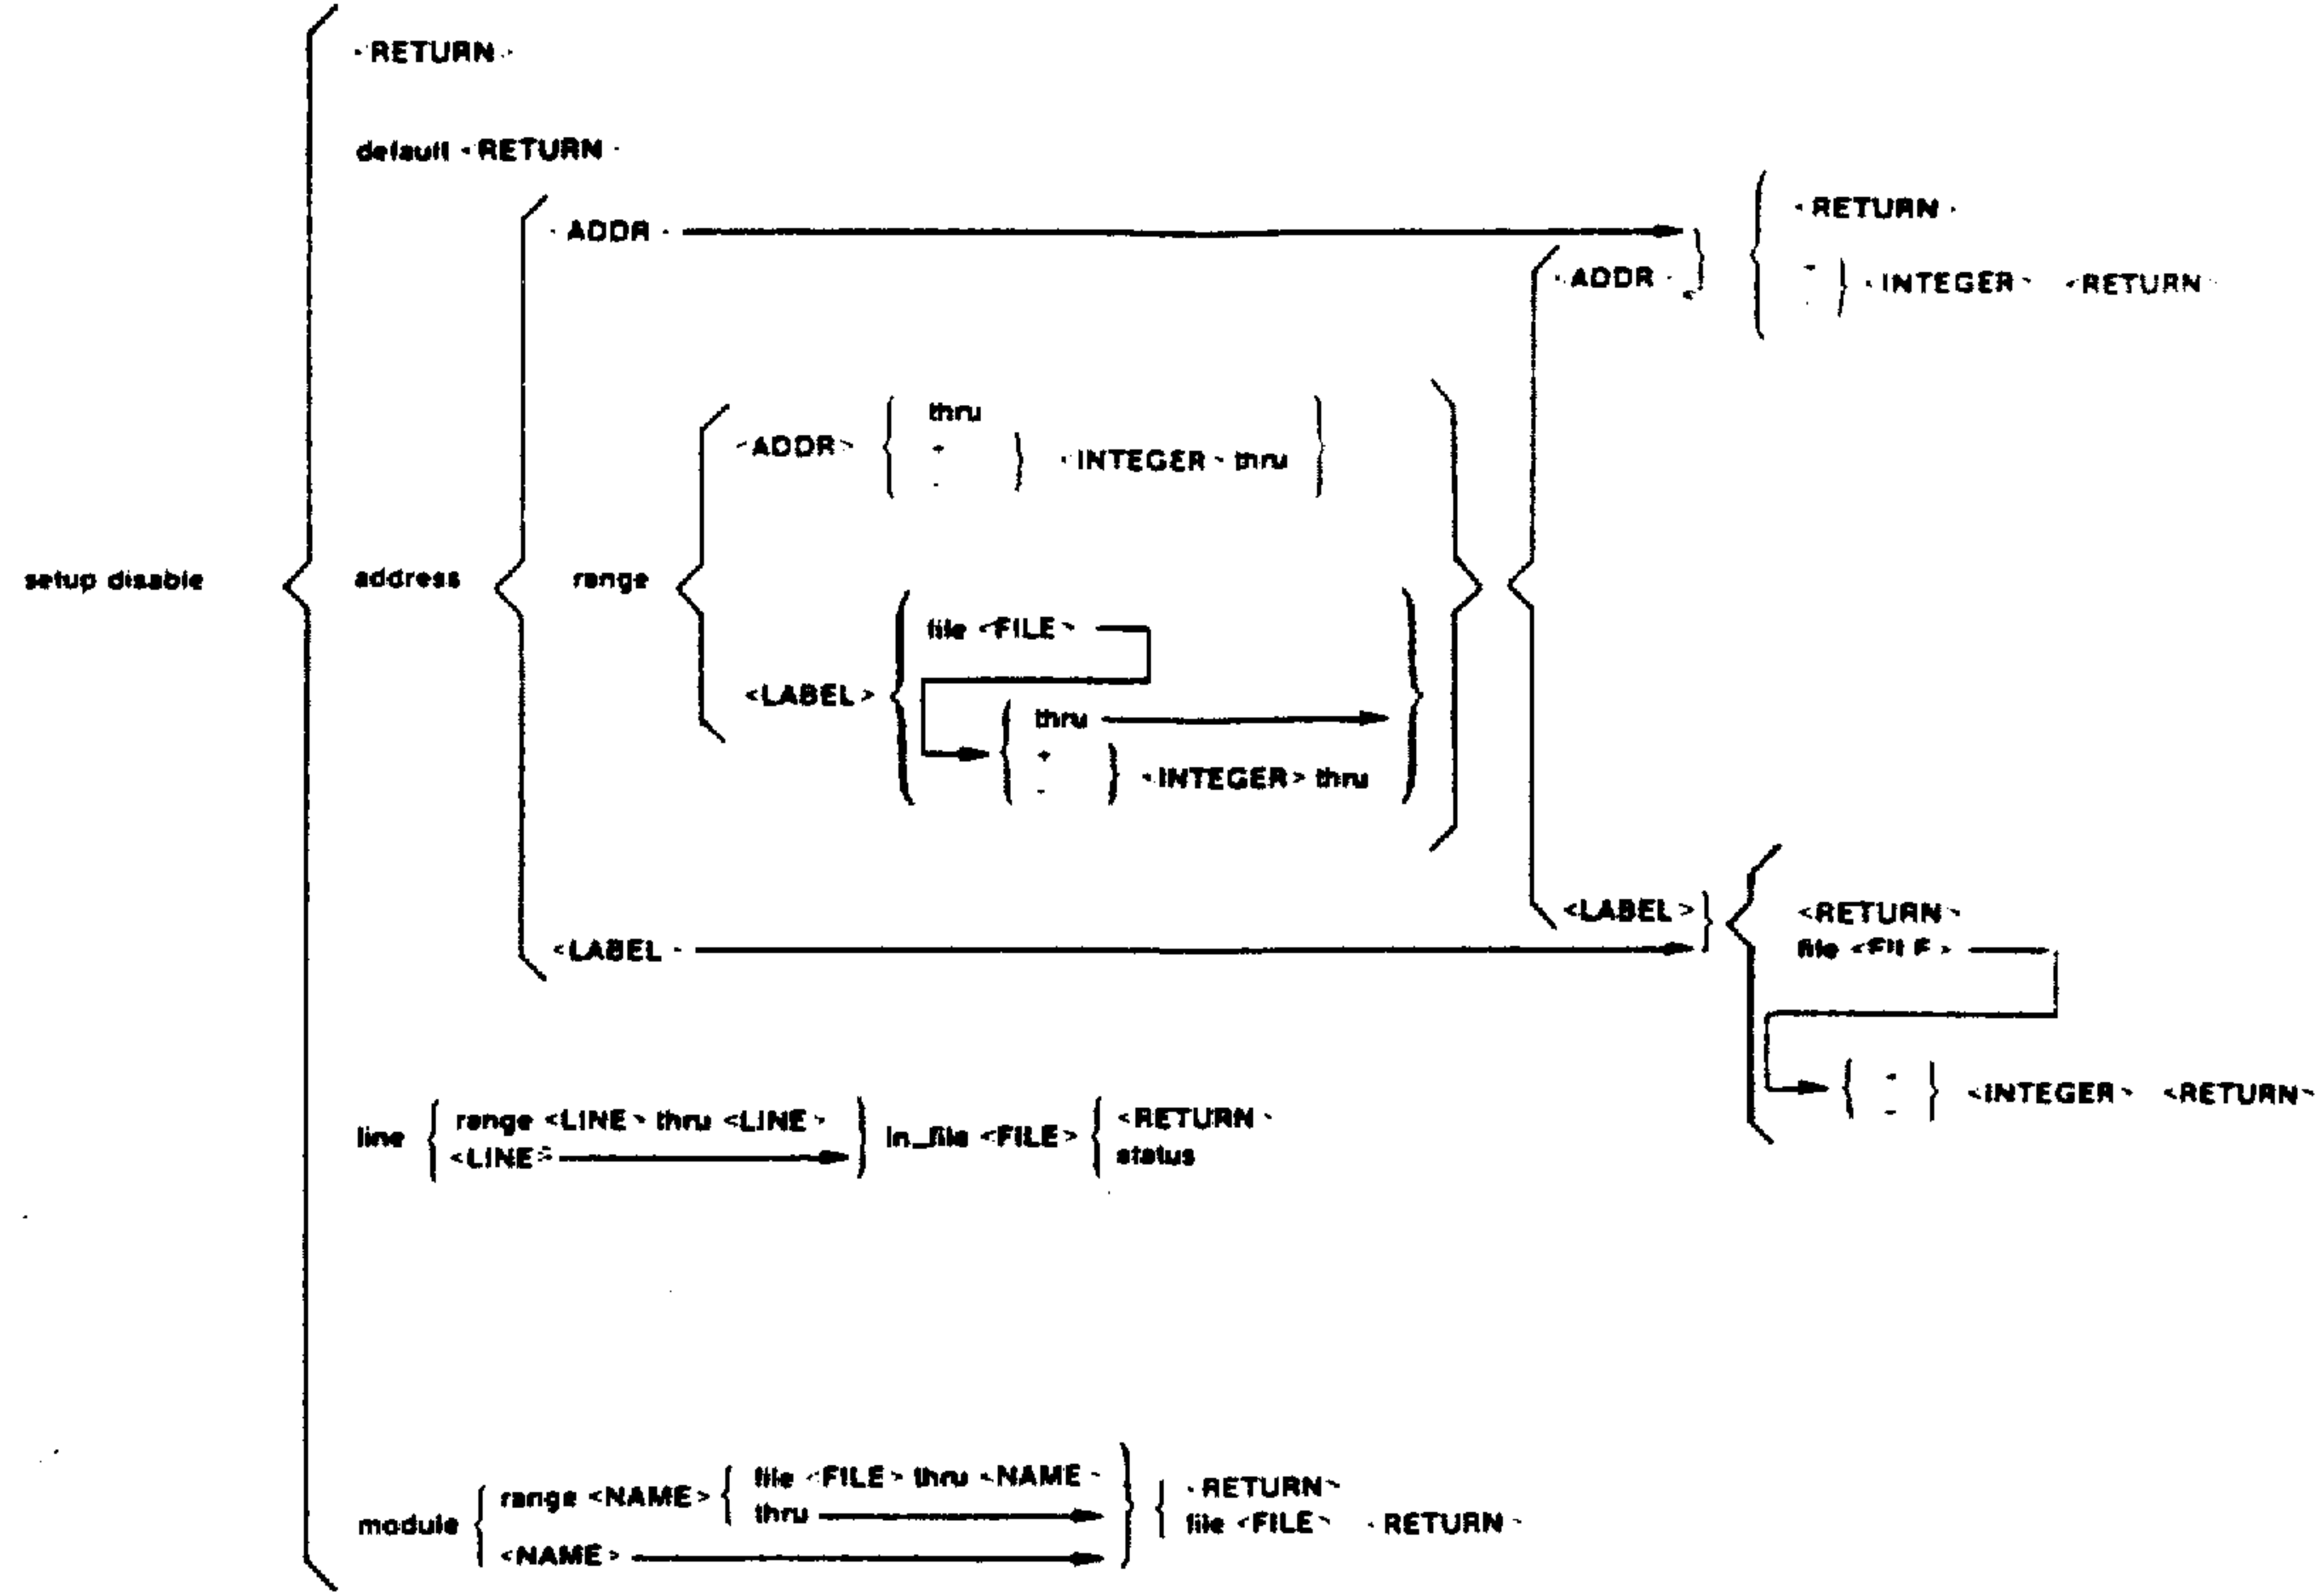 <RETURN>
default <RETURN>
<ADDR>
<RETURN>
<ADDR>
<INTEGER> <RETURN>
thru
<ADDR>
+
<INTEGER> thru
-
setup disable
address
range
file <FILE>
<LABEL>
thru
+
<INTEGER> thru
-
<LABEL>
<RETURN>
<LABEL>
file <FILE>
+
-
<INTEGER> <RETURN>
line
range <LINE> thru <LINE>
<LINE>
in_file <FILE>
<RETURN>
status
module
range <NAME>
file <FILE> thru <NAME>
thru
<NAME>
<RETURN>
file <FILE> <RETURN>